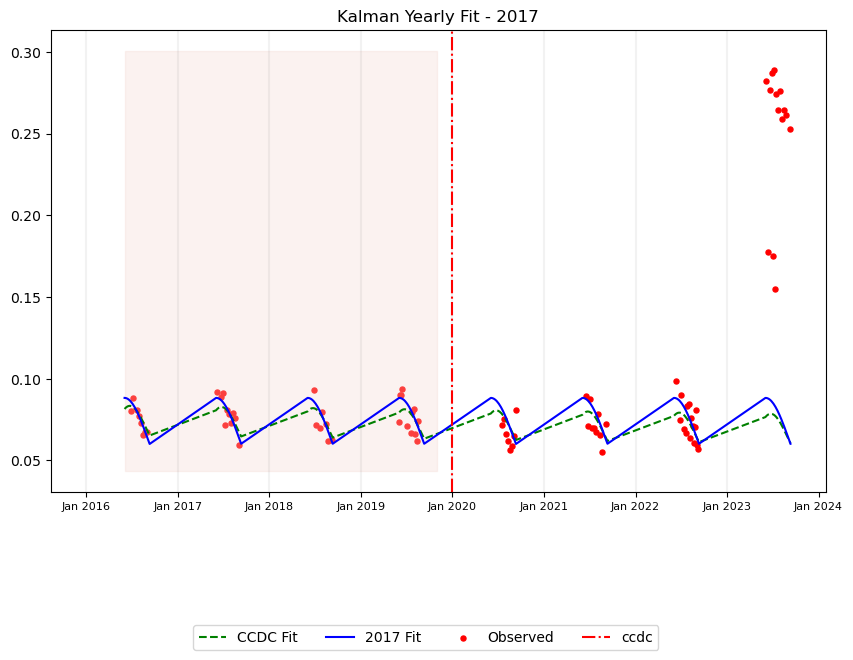 Kalman Yearly Fit - 2017
0.30
0.25
0.20
0.15
0.10
0.05
Jan 2016 Jan 2017 Jan 2018 Jan 2019 Jan 2020 Jan 2021 Jan 2022 Jan 2023 Jan 2024
CCDC Fit 2017 Fit Observed ccdc